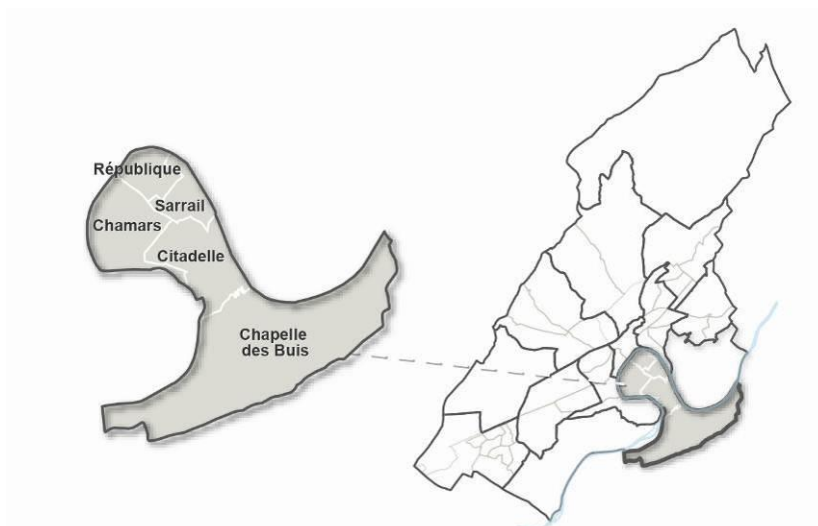 République
Sarrail
Chamars
Citadelle
Chapelle
des Buis